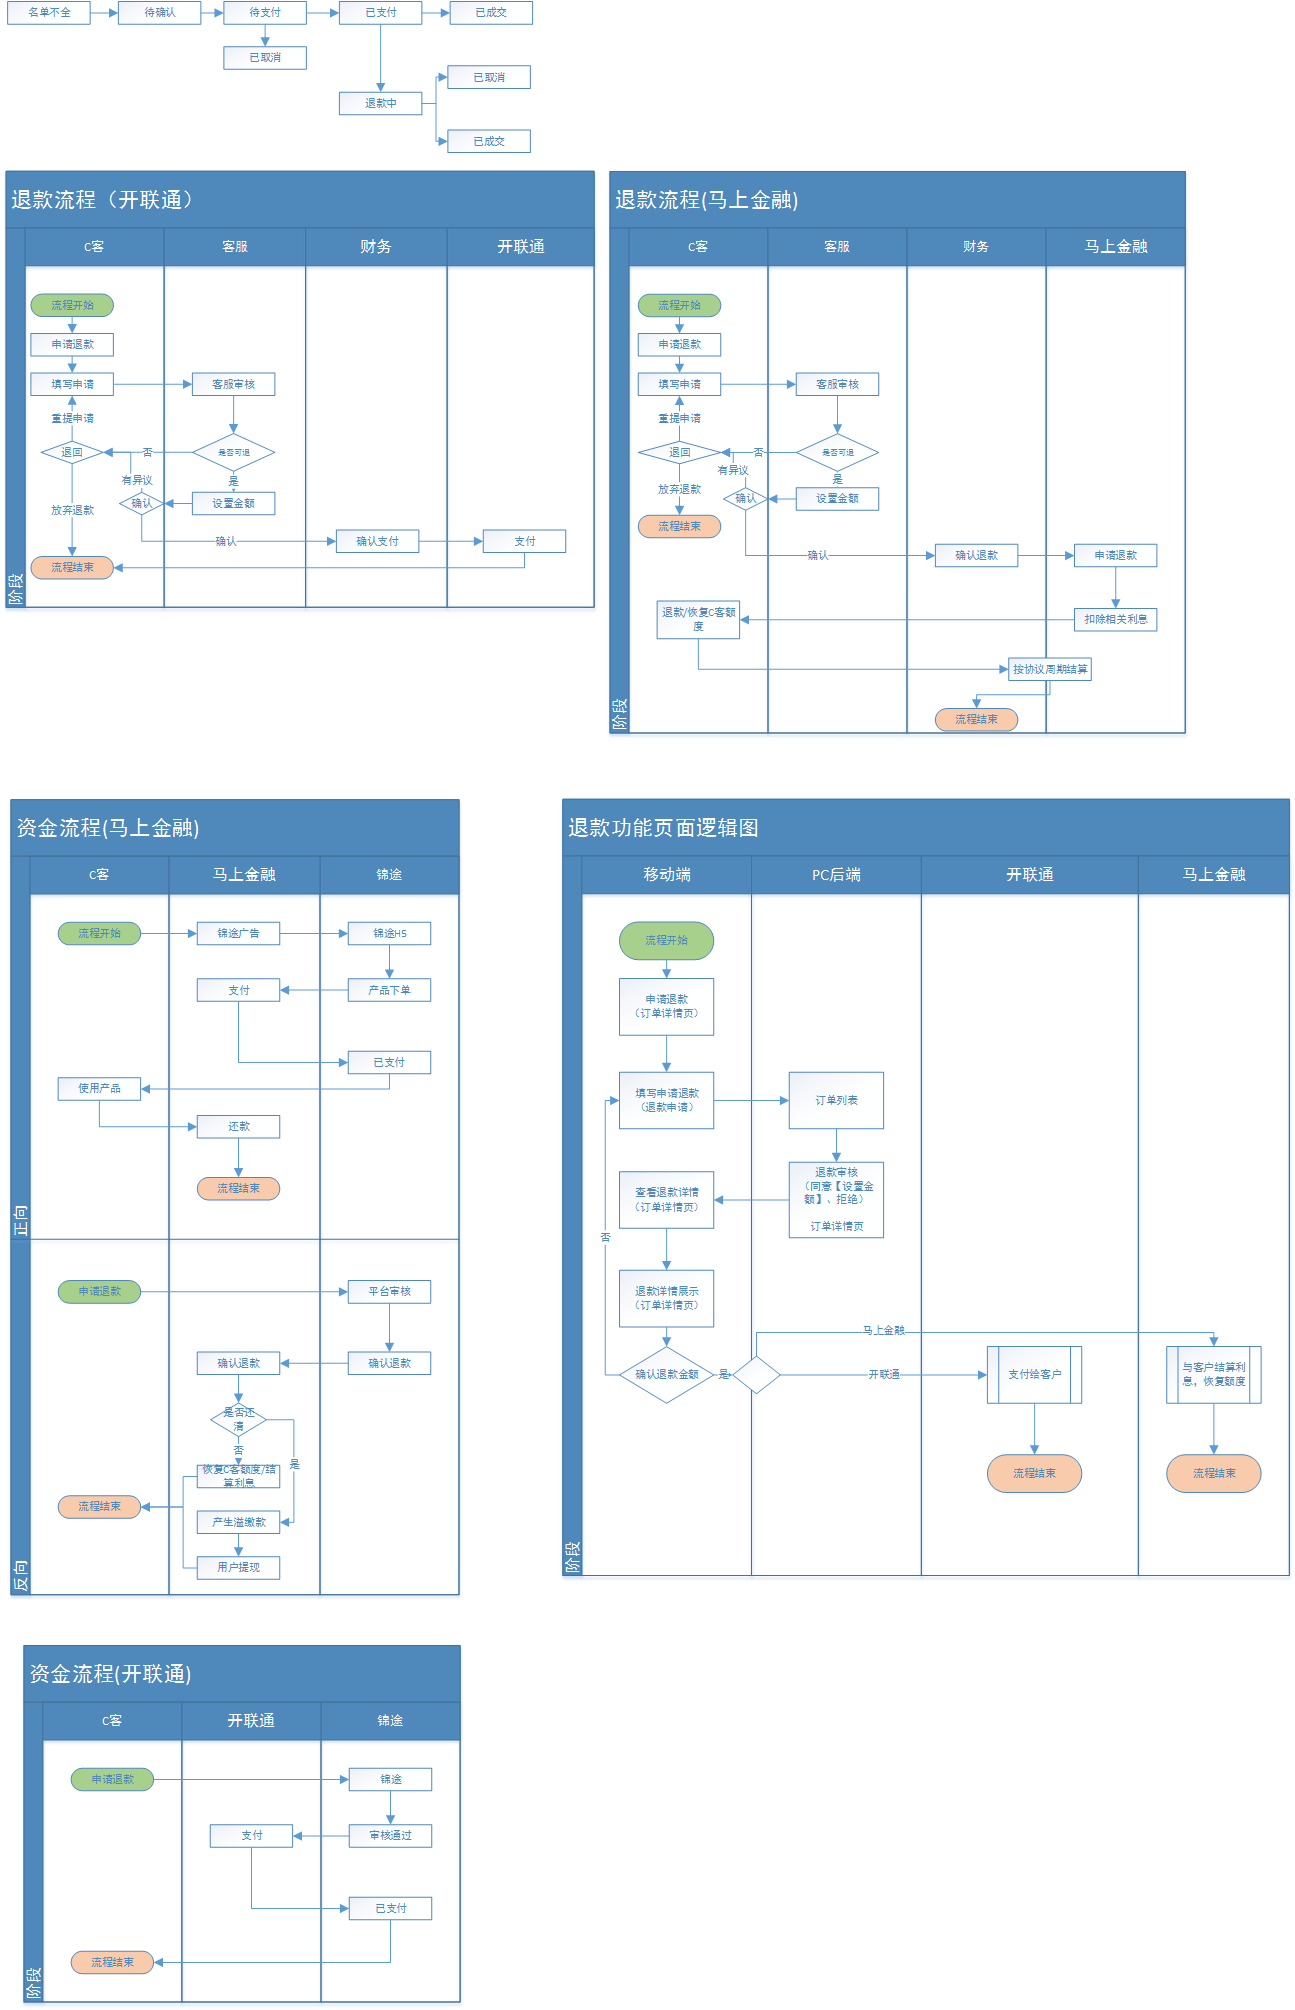 名单不全
待确认
待支付
已支付
已成交
已取消
已取消
退款中
已成交
退款流程（开联通）
C客
客服
财务
开联通
流程开始
申请退款
填写申请
客服审核
重提申请
退回
否
是否可退
有异议
是
放弃退款
确认
设置金额
确认
确认支付
支付
流程结束
阶段
退款流程(马上金融)
C客
客服
财务
马上金融
流程开始
申请退款
填写申请
客服审核
重提申请
退回
否
是否可退
有异议
是
放弃退款
确认
设置金额
流程结束
确认
确认退款
申请退款
退款/恢复C客额
度
扣除相关利息
按协议周期结算
流程结束
阶段
资金流程(马上金融)
C客
马上金融
锦途
流程开始
锦途广告
锦途H5
支付
产品下单
已支付
使用产品
还款
流程结束
正向
申请退款
平台审核
确认退款
确认退款
是否还
清
否
是
恢复C客额度/结
算利息
流程结束
产生溢缴款
用户提现
反向
退款功能页面逻辑图
移动端
PC后端
开联通
马上金融
流程开始
申请退款
（订单详情页）
填写申请退款
（退款申请）
订单列表
退款审核
（同意【设置金
额】、拒绝）
订单详情页
查看退款详情
（订单详情页）
否
退款详情展示
（订单详情页）
马上金融
确认退款金额
是
开联通
支付给客户
与客户结算利
息，恢复额度
流程结束
流程结束
阶段
资金流程(开联通)
C客
开联通
锦途
申请退款
锦途
支付
审核通过
已支付
流程结束
阶段